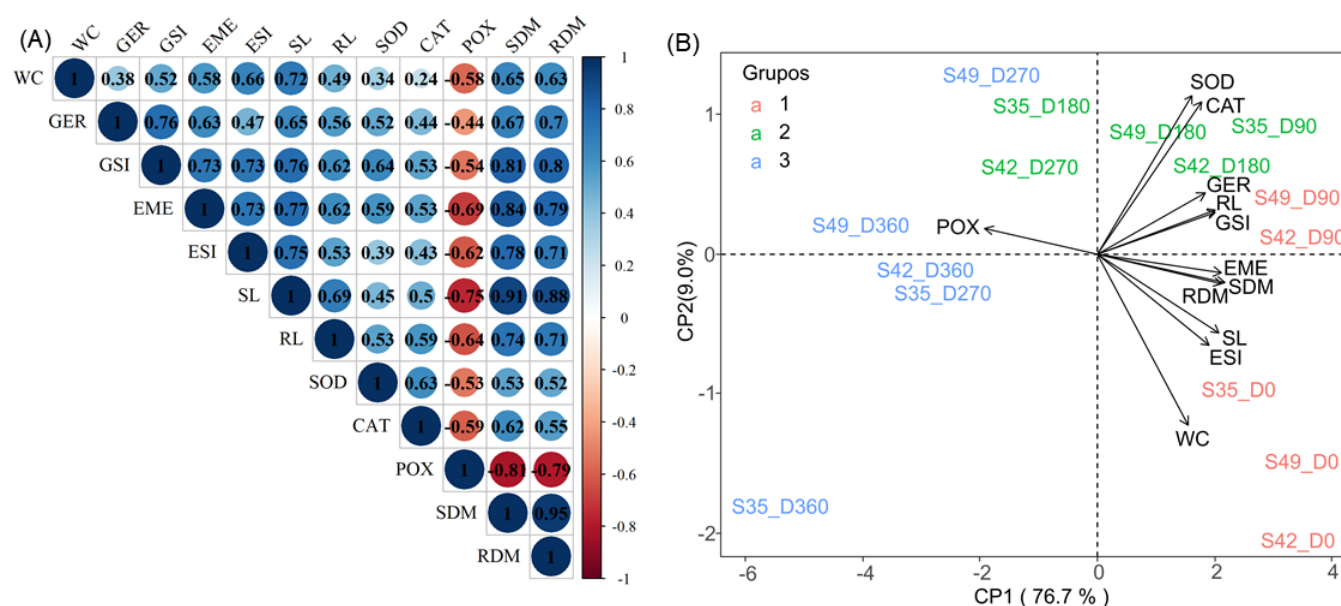 (A)
WC GER GSI EME ESI SL RL SOD CAT POX SDM RDM
WC 1 0.38 0.52 0.58 0.66 0.72 0.49 0.34 0.24 -0.58 0.65 0.63
GER 1 0.76 0.63 0.47 0.65 0.56 0.52 0.44 -0.44 0.67 0.7
GSI 1 0.73 0.73 0.76 0.62 0.64 0.53 -0.54 0.81 0.8
EME 1 0.73 0.77 0.62 0.59 0.53 -0.69 0.84 0.79
ESI 1 0.75 0.53 0.39 0.43 -0.62 0.78 0.71
SL 1 0.69 0.45 0.5 -0.75 0.91 0.88
RL 1 0.53 0.59 -0.64 0.74 0.71
SOD 1 0.63 -0.53 0.53 0.52
CAT 1 -0.59 0.62 0.55
POX 1 -0.81 -0.79
SDM 1 0.95
RDM 1
1
0.8
0.6
0.4
0.2
0
-0.2
-0.4
-0.6
-0.8
-1
(B)
Grupos
a 1
a 2
a 3
S49_D270
S35_D180
SOD
CAT
S49_D180
S35_D90
S42_D270
S42_D180
GER
RL
GSI
S49_D90
S49_D360
POX
S42_D90
S42_D360
S35_D270
EME
SDM
RDM
SL
ESI
S35_D0
WC
S49_D0
S35_D360
S42_D0
1
0
-1
-2
CP2(9.0%)
-6 -4 -2 0 2 4
CP1 ( 76.7 % )